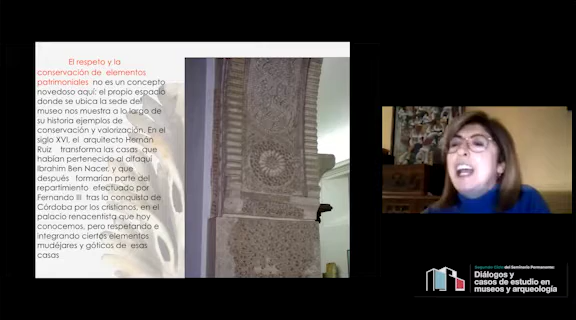 El respeto y la
conservación de elementos
patrimoniales no es un concepto
novedoso aquí: el propio espacio
donde se ubica la sede del
museo nos muestra a lo largo de
su historia ejemplos de
conservación y valorización. En el
siglo XVI, el arquitecto Hernán
Ruiz transforma las casas que
habían pertenecido al alfaquí
Ibrahim Ben Nacer, y que
después formarían parte del
repartimiento efectuado por
Fernando III tras la conquista de
Córdoba por los cristianos, en el
palacio renacentista que hoy
conocemos, pero respetando e
integrando ciertos elementos
mudéjares y góticos de esas
casas
Segundo Ciclo del Seminario Permanente:
Diálogos y
casos de estudio en
museos y arqueología